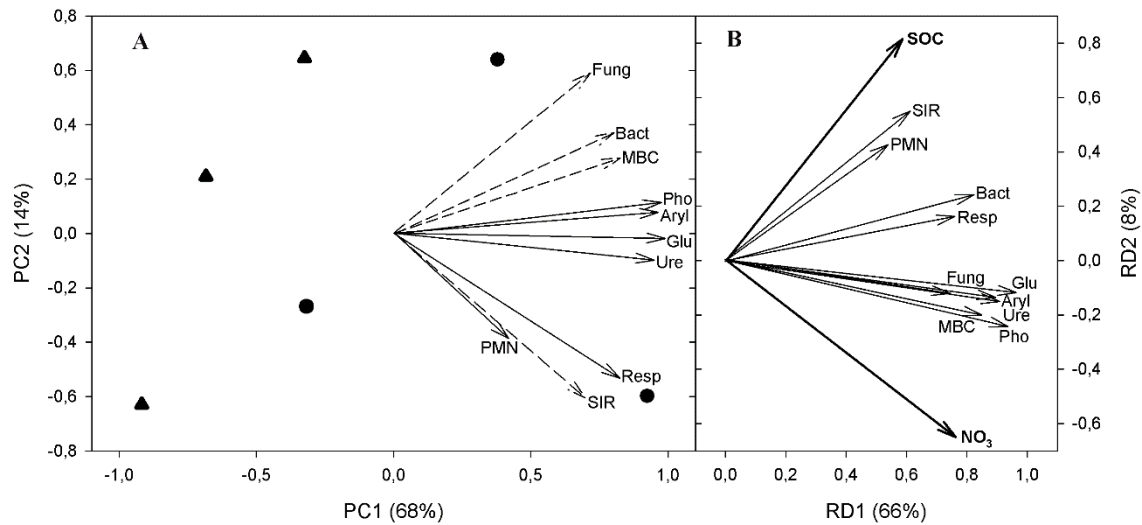 A
B
0,8
0,6
0,4
0,2
0,0
-0,2
-0,4
-0,6
-0,8
PC2 (14%)
Fung
Bact
MBC
Pho
Aryl
Glu
Ure
PMN
Resp
SIR
-1,0
-0,5
0,0
0,5
1,0
PC1 (68%)
SOC
SIR
PMN
Bact
Resp
Fung
Glu
Aryl
Ure
MBC
Pho
NO₃
0,0
0,2
0,4
0,6
0,8
1,0
RD1 (66%)
0,8
0,6
0,4
0,2
0,0
-0,2
-0,4
-0,6
RD2 (8%)